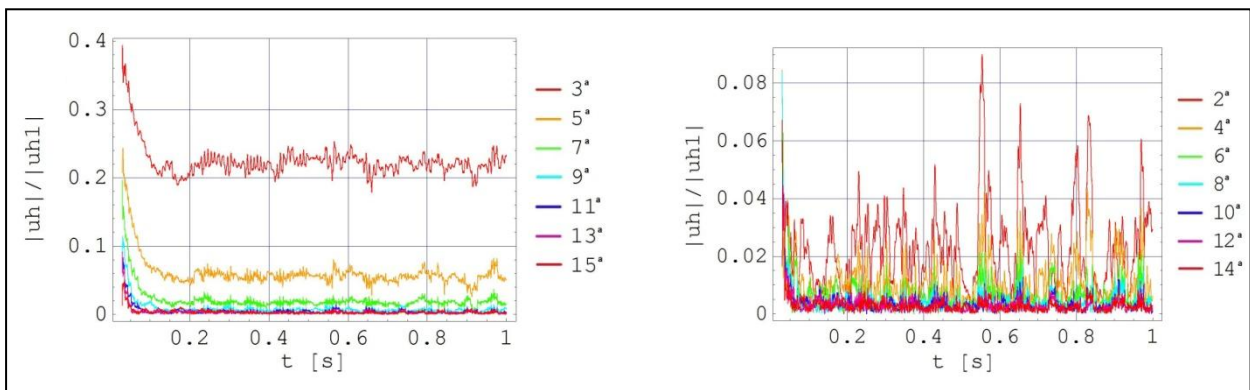 0.4
0.3
0.2
0.1
0
0.2 0.4 0.6 0.8 1
t [s]
|uh|/|uh1|
3ª
5ª
7ª
9ª
11ª
13ª
15ª
0.08
0.06
0.04
0.02
0
0.2 0.4 0.6 0.8 1
t [s]
|uh|/|uh1|
2ª
4ª
6ª
8ª
10ª
12ª
14ª